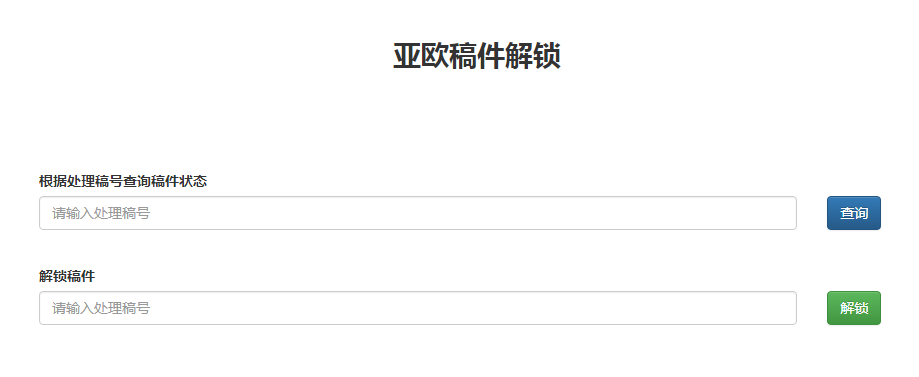 亚欧稿件解锁
根据处理稿号查询稿件状态
请输入处理稿号
查询
解锁稿件
请输入处理稿号
解锁